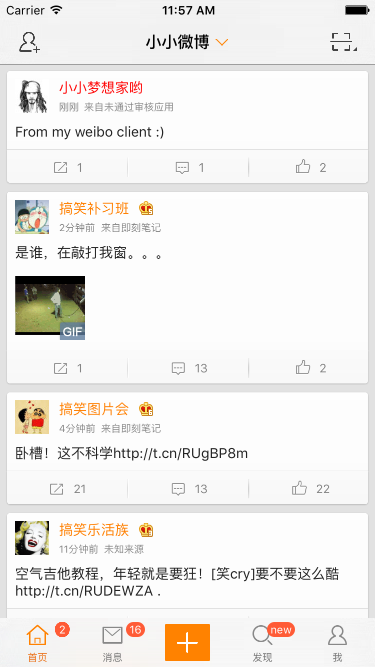 Carrier 11:57 AM
小小微博
小小梦想家哟
刚刚 来自未通过审核应用
From my weibo client :)
1 1 2
搞笑补习班
2分钟前 来自即刻笔记
是谁，在敲打我窗。。。
GIF
1 13 2
搞笑图片会
4分钟前 来自即刻笔记
卧槽！这不科学http://t.cn/RUgBP8m
21 13 22
搞笑乐活族
11分钟前 未知来源
空气吉他教程，年轻就是要狂！[笑cry]要不要这么酷
http://t.cn/RUDEWZA .
2 16 new
首页 消息 发现 我